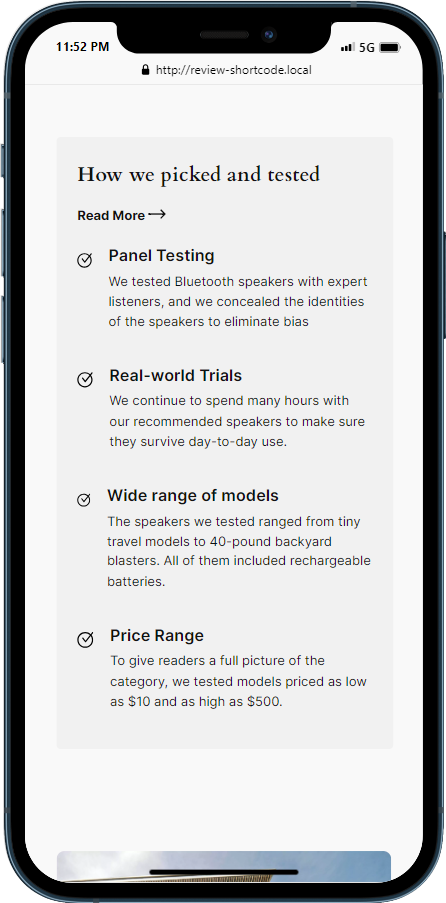 11:52 PM
5G
http://review-shortcode.local
How we picked and tested
Read More
Panel Testing
We tested Bluetooth speakers with expert
listeners, and we concealed the identities
of the speakers to eliminate bias
Real-world Trials
We continue to spend many hours with
our recommended speakers to make sure
they survive day-to-day use.
Wide range of models
The speakers we tested ranged from tiny
travel models to 40-pound backyard
blasters. All of them included rechargeable
batteries.
Price Range
To give readers a full picture of the
category, we tested models priced as low
as $10 and as high as $500.